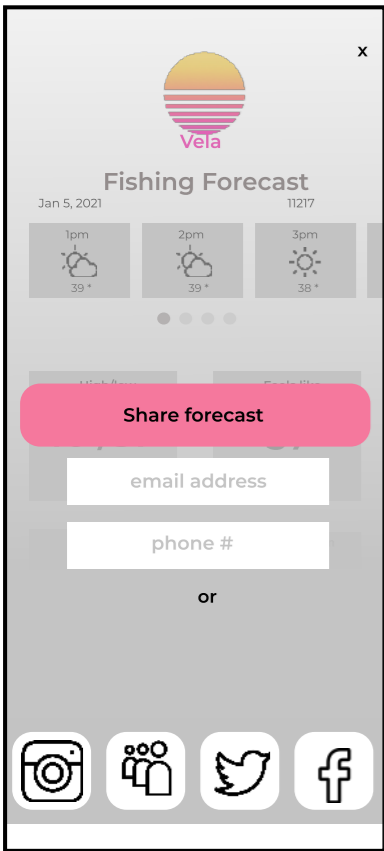 x
Vela
Fishing Forecast
Jan 5, 2021 11217
1pm 2pm 3pm
39 * 39 * 38 *
Share forecast
email address
phone #
or